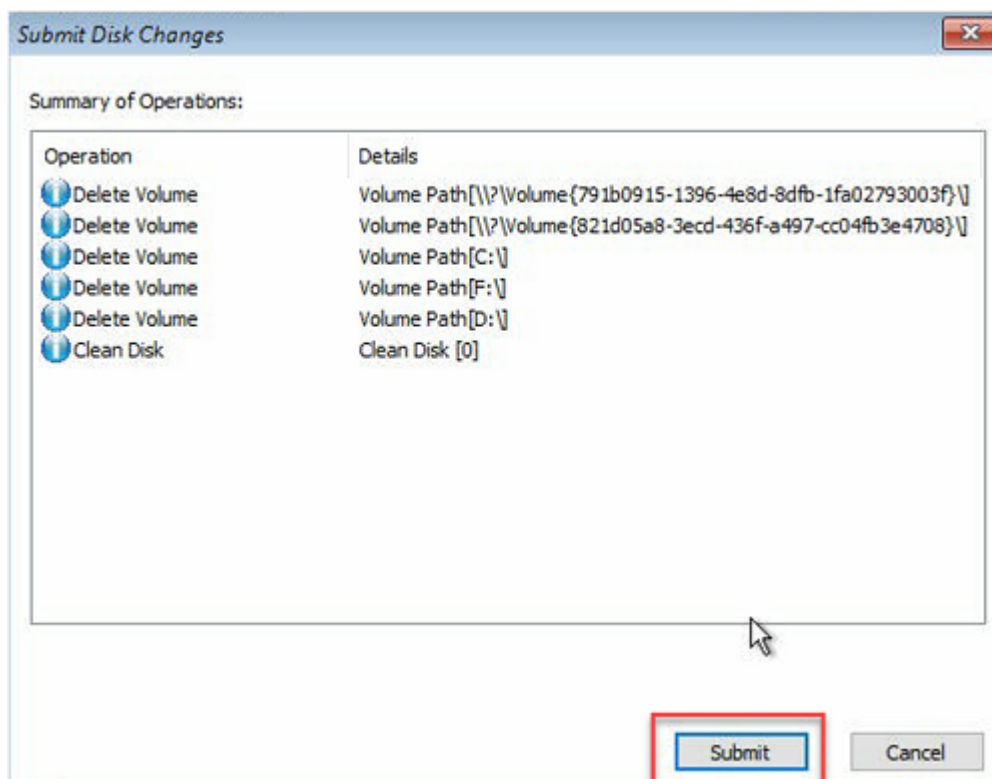 Submit Disk Changes
Summary of Operations:
Operation Details
Delete Volume Volume Path[\\?\Volume{791b0915-1396-4e8d-8dfb-1fa02793003f}\]
Delete Volume Volume Path[\\?\Volume{821d05a8-3ecd-436f-a497-cc04fb3e4708}\]
Delete Volume Volume Path[C:\]
Delete Volume Volume Path[F:\]
Delete Volume Volume Path[D:\]
Clean Disk Clean Disk [0]
Submit Cancel